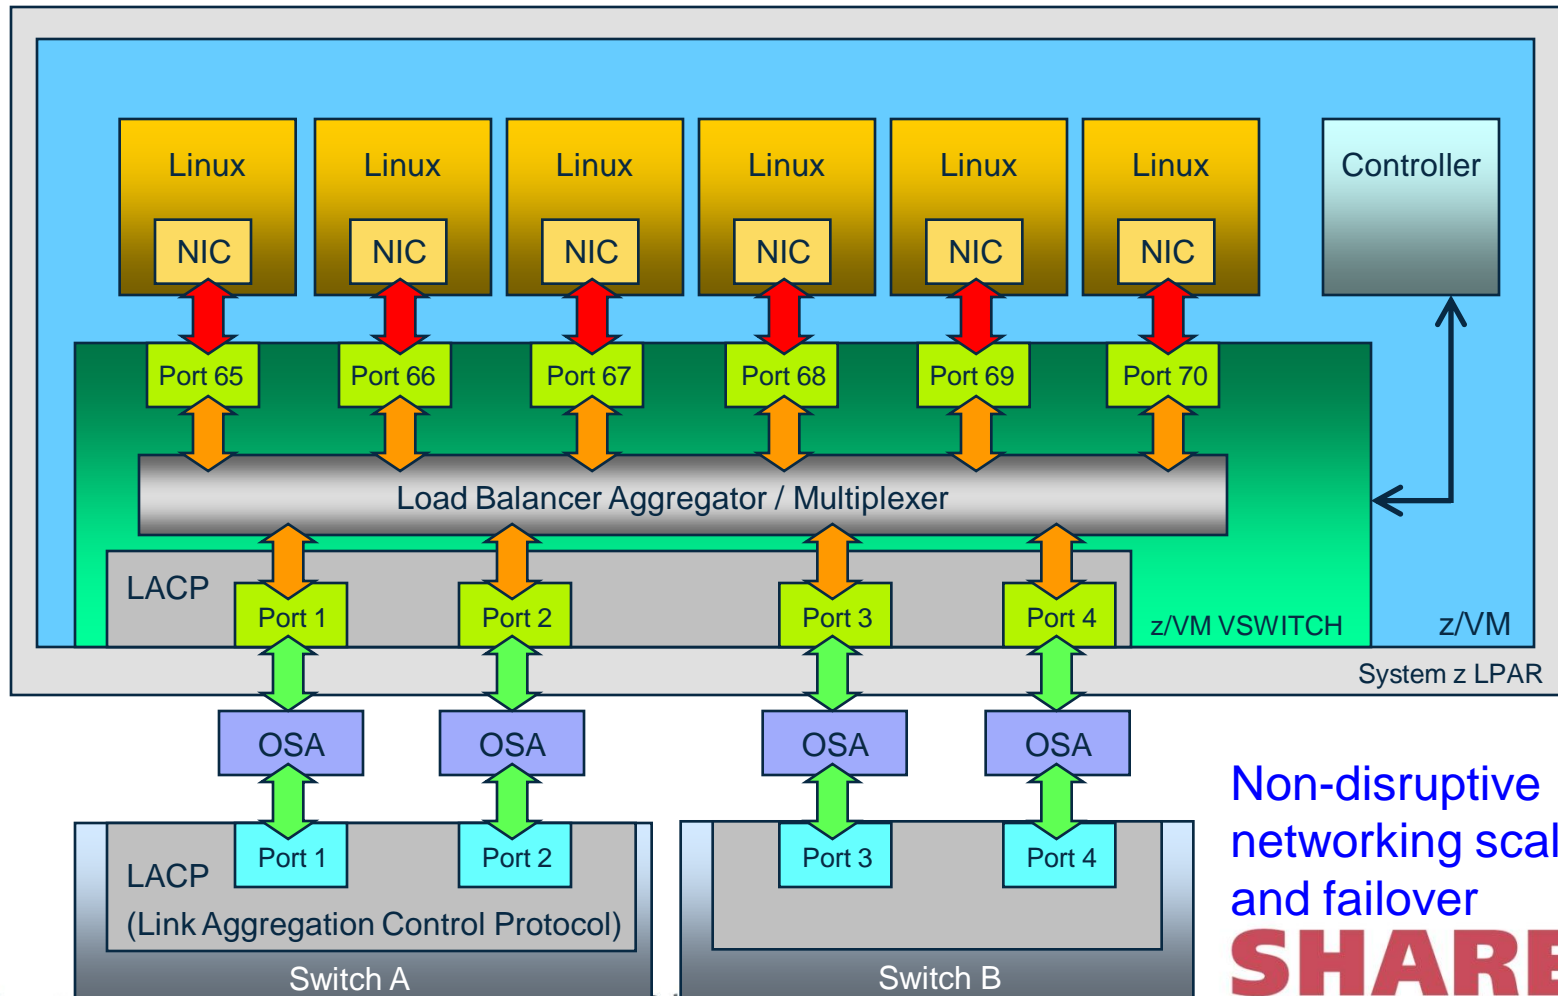 Linux
Linux
Linux
Linux
Linux
Linux
Controller
NIC
NIC
NIC
NIC
NIC
NIC
Port 65
Port 66
Port 67
Port 68
Port 69
Port 70
Load Balancer Aggregator / Multiplexer
LACP
Port 1
Port 2
Port 3
Port 4
z/VM VSWITCH
z/VM
System z LPAR
OSA
OSA
OSA
OSA
Non-disruptive
networking scal
and failover
Port 1
Port 2
Port 3
Port 4
LACP
(Link Aggregation Control Protocol)
Switch A
Switch B
SHARE